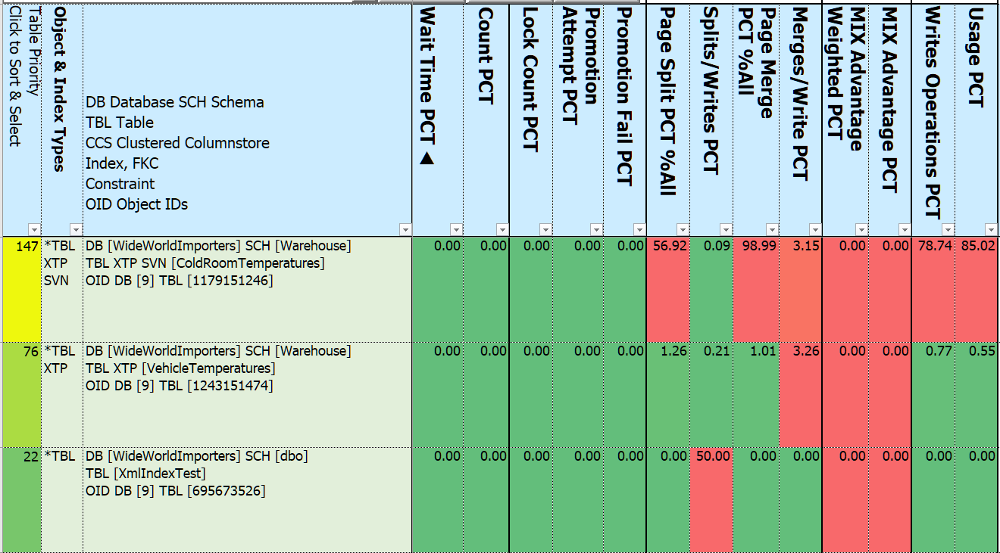 Table Priority
Click to Sort & Select
Object & Index Types
DB Database SCH Schema
TBL Table
CCS Clustered Columnstore
Index, FKC
Constraint
OID Object IDs
Wait Time PCT ▲
Count PCT
Lock Count PCT
Promotion
Attempt PCT
Promotion Fail PCT
Page Split PCT %All
Splits/Writes PCT
Page Merge
PCT %All
Merges/Write PCT
MIX Advantage
Weighted PCT
MIX Advantage PCT
Writes Operations PCT
Usage PCT
147 *TBL DB [WideWorldImporters] SCH [Warehouse] 0.00 0.00 0.00 0.00 0.00 56.92 0.09 98.99 3.15 0.00 0.00 78.74 85.02
XTP TBL XTP SVN [ColdRoomTemperatures]
SVN OID DB [9] TBL [1179151246]
76 *TBL DB [WideWorldImporters] SCH [Warehouse] 0.00 0.00 0.00 0.00 0.00 1.26 0.21 1.01 3.26 0.00 0.00 0.77 0.55
XTP TBL XTP [VehicleTemperatures]
OID DB [9] TBL [1243151474]
22 *TBL DB [WideWorldImporters] SCH [dbo] 0.00 0.00 0.00 0.00 0.00 0.00 50.00 0.00 0.00 0.00 0.00 0.00 0.00
TBL [XmlIndexTest]
OID DB [9] TBL [695673526]